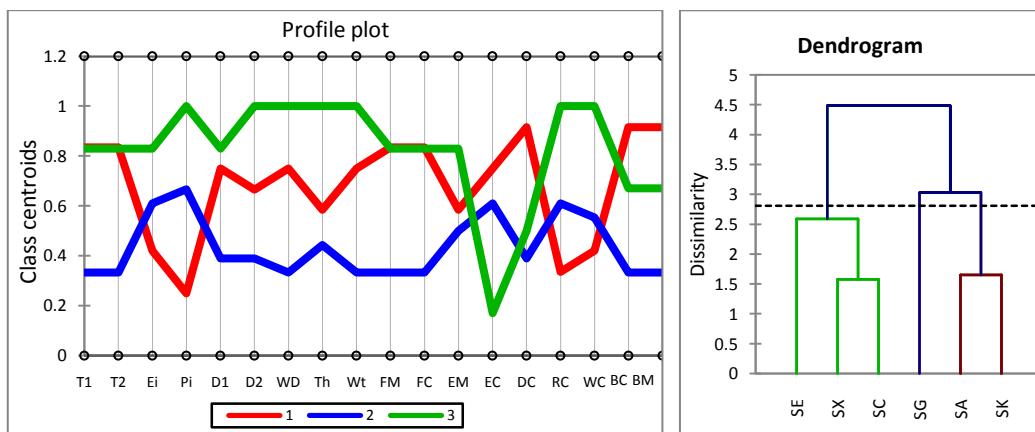 Profile plot
Class centroids
1.2
1
0.8
0.6
0.4
0.2
0
T1 T2 Ei Pi D1 D2 WD Th Wt FM FC EM EC DC RC WC BC BM
1 2 3
Dendrogram
Dissimilarity
5
4.5
4
3.5
3
2.5
2
1.5
1
0.5
0
SE SX SC SG SA SK